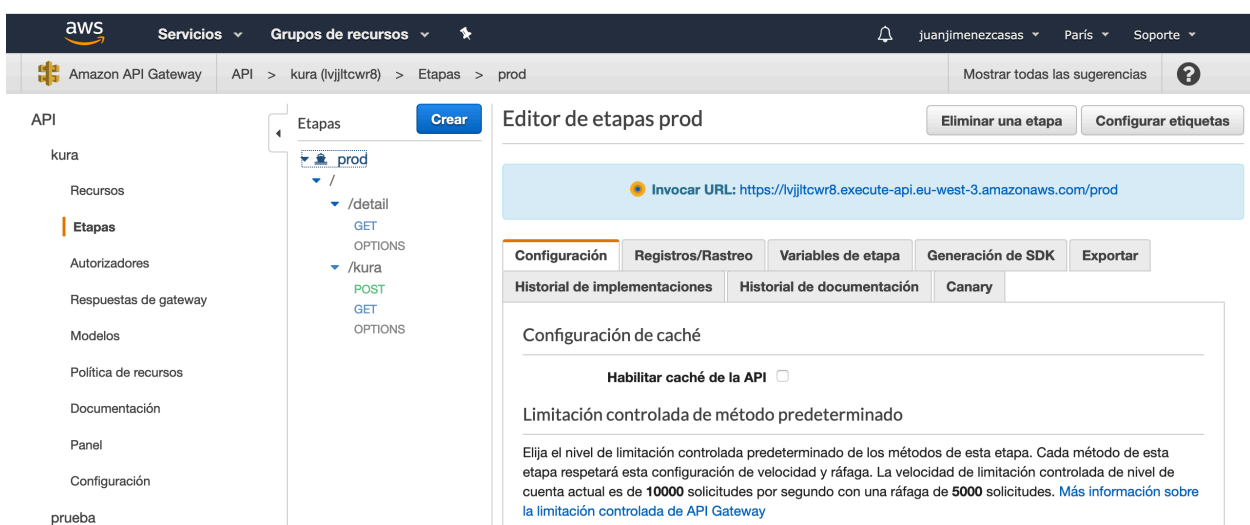 aws Servicios Grupos de recursos juanjimenezcasas París Soporte
Amazon API Gateway API > kura (lvjjltcwr8) > Etapas > prod Mostrar todas las sugerencias ?
API
kura
Recursos
Etapas
Autorizadores
Respuestas de gateway
Modelos
Política de recursos
Documentación
Panel
Configuración
prueba
Etapas Crear
prod
/
/detail
GET
OPTIONS
/kura
POST
GET
OPTIONS
Editor de etapas prod Eliminar una etapa Configurar etiquetas
Invocar URL: https://lvjjltcwr8.execute-api.eu-west-3.amazonaws.com/prod
Configuración Registros/Rastreo Variables de etapa Generación de SDK Exportar
Historial de implementaciones Historial de documentación Canary
Configuración de caché
Habilitar caché de la API
Limitación controlada de método predeterminado
Elija el nivel de limitación controlada predeterminado de los métodos de esta etapa. Cada método de esta
etapa respetará esta configuración de velocidad y ráfaga. La velocidad de limitación controlada de nivel de
cuenta actual es de 10000 solicitudes por segundo con una ráfaga de 5000 solicitudes. Más información sobre
la limitación controlada de API Gateway